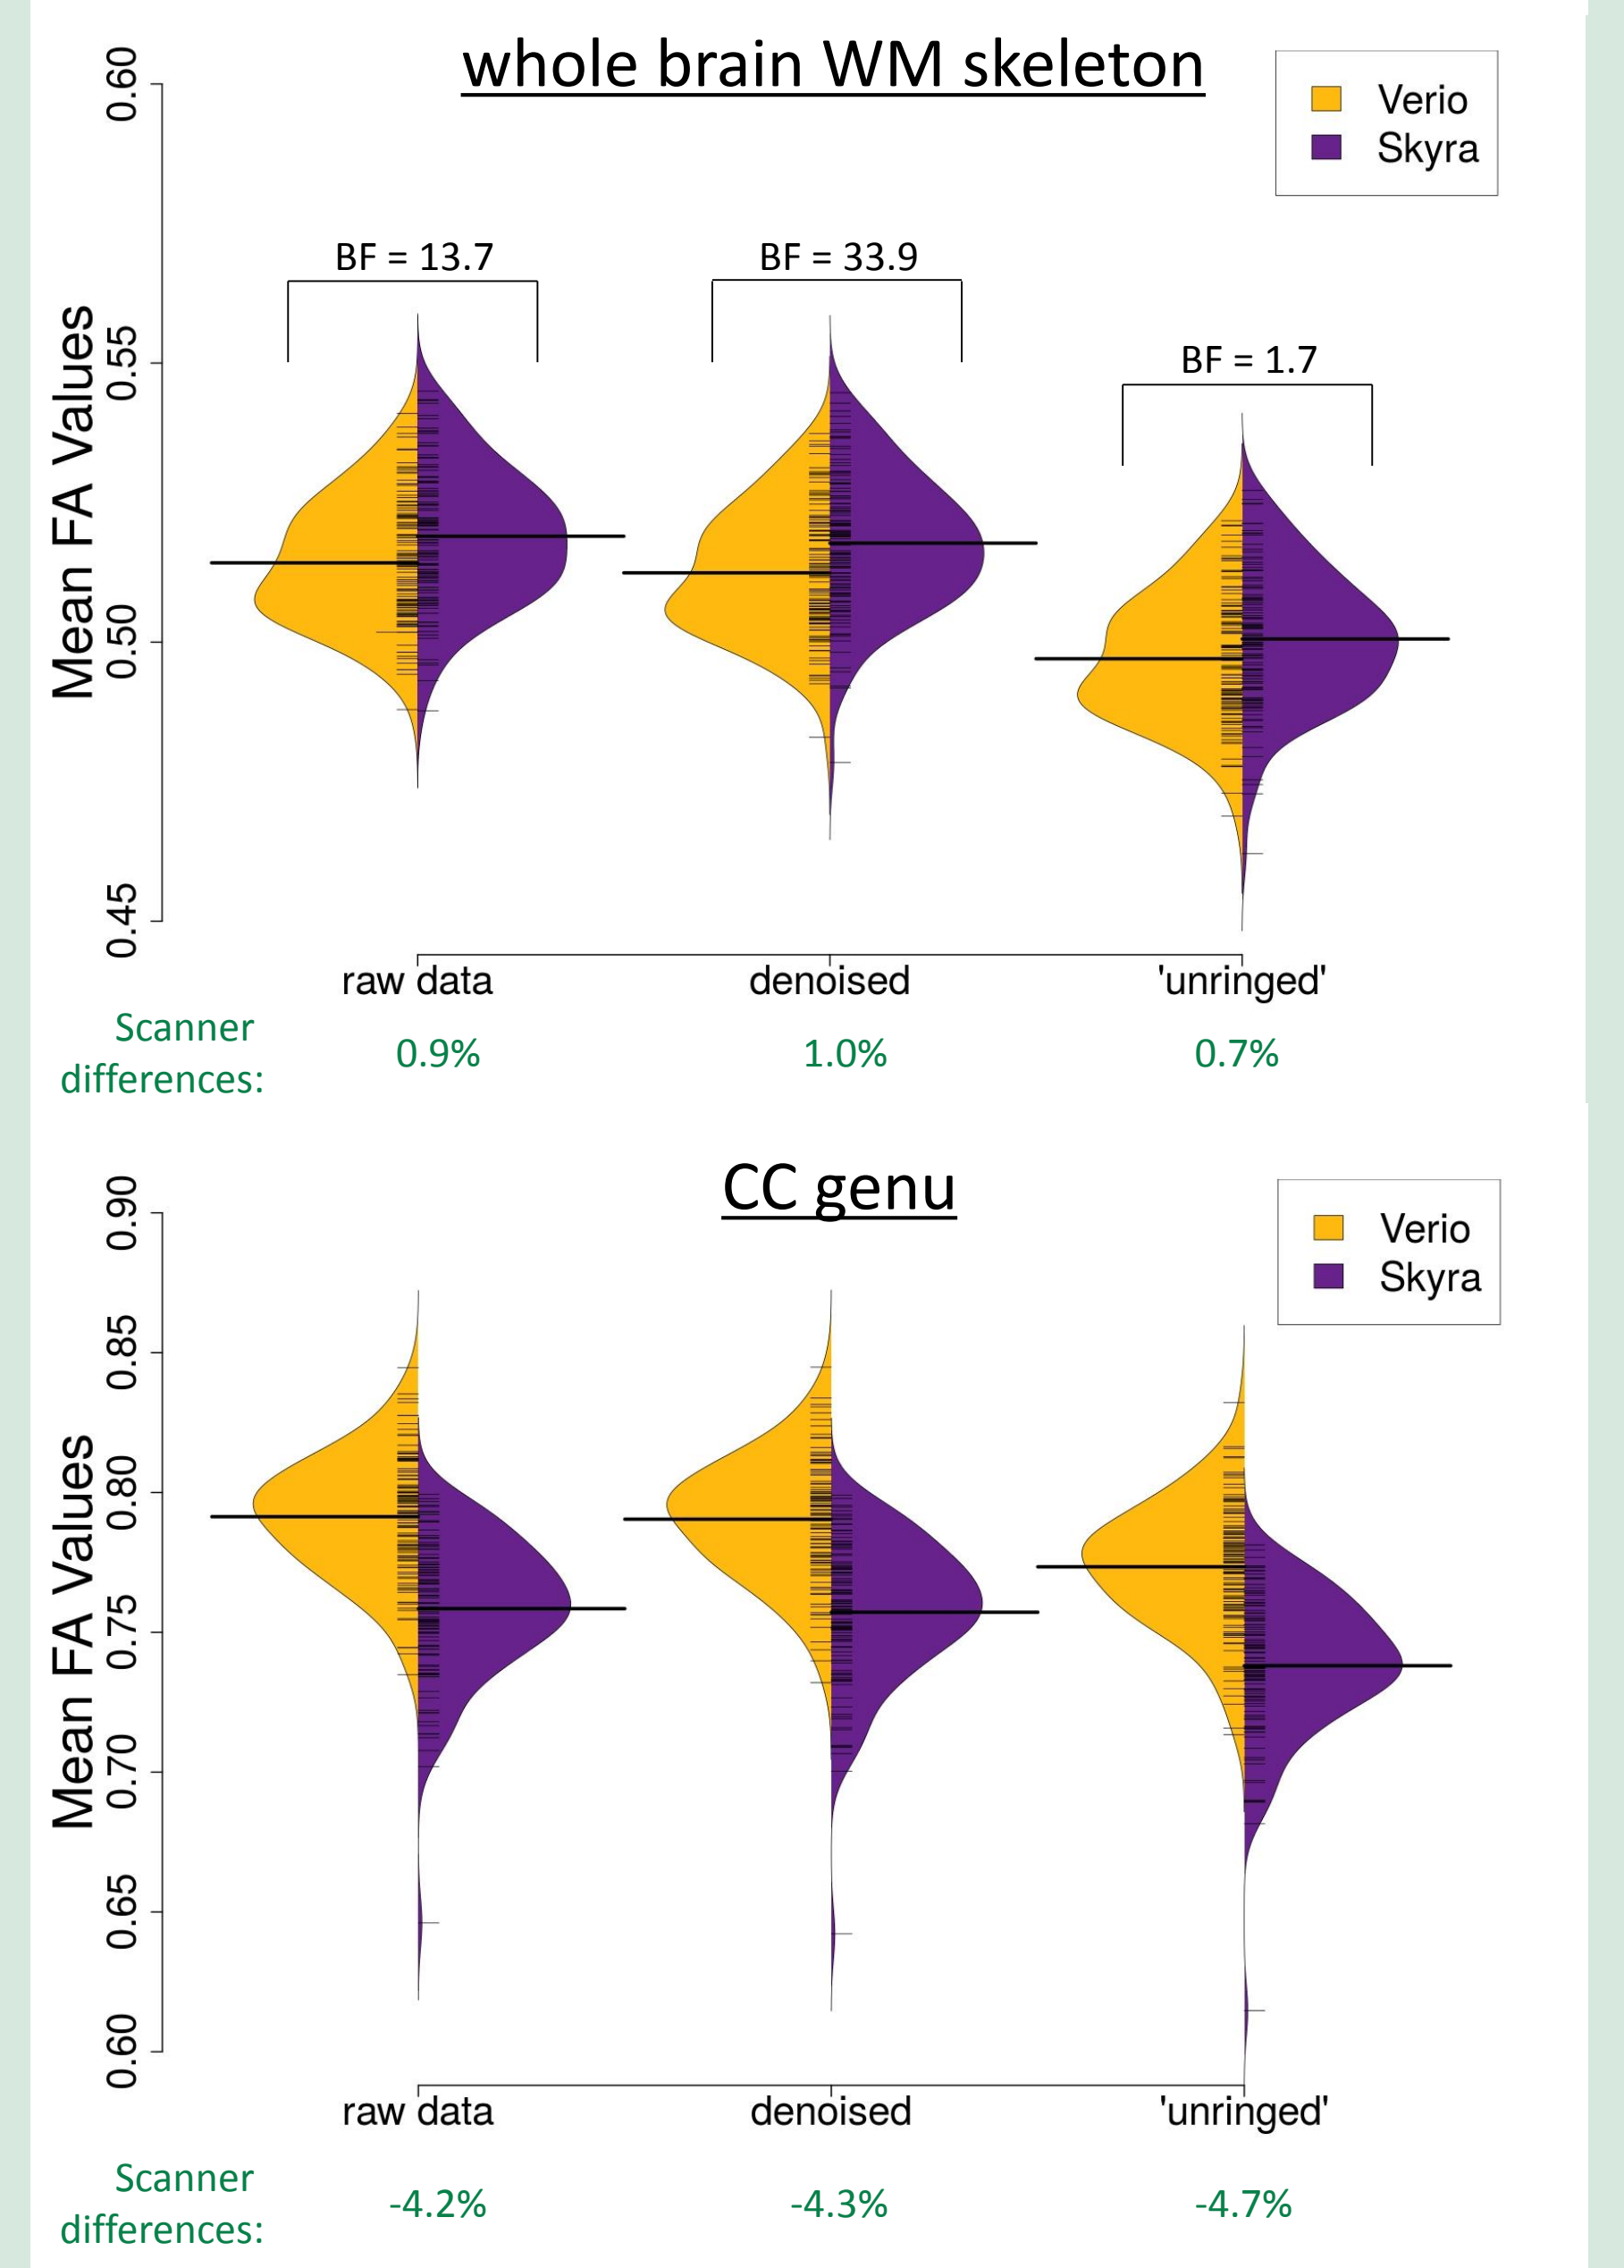 whole brain WM skeleton
Verio
Skyra
Mean FA Values
0.60
0.55
0.50
0.45
BF = 13.7
BF = 33.9
BF = 1.7
raw data
denoised
'unringed'
Scanner
differences:
0.9%
1.0%
0.7%
CC genu
Verio
Skyra
Mean FA Values
0.90
0.85
0.80
0.75
0.70
0.65
0.60
raw data
denoised
'unringed'
Scanner
differences:
-4.2%
-4.3%
-4.7%